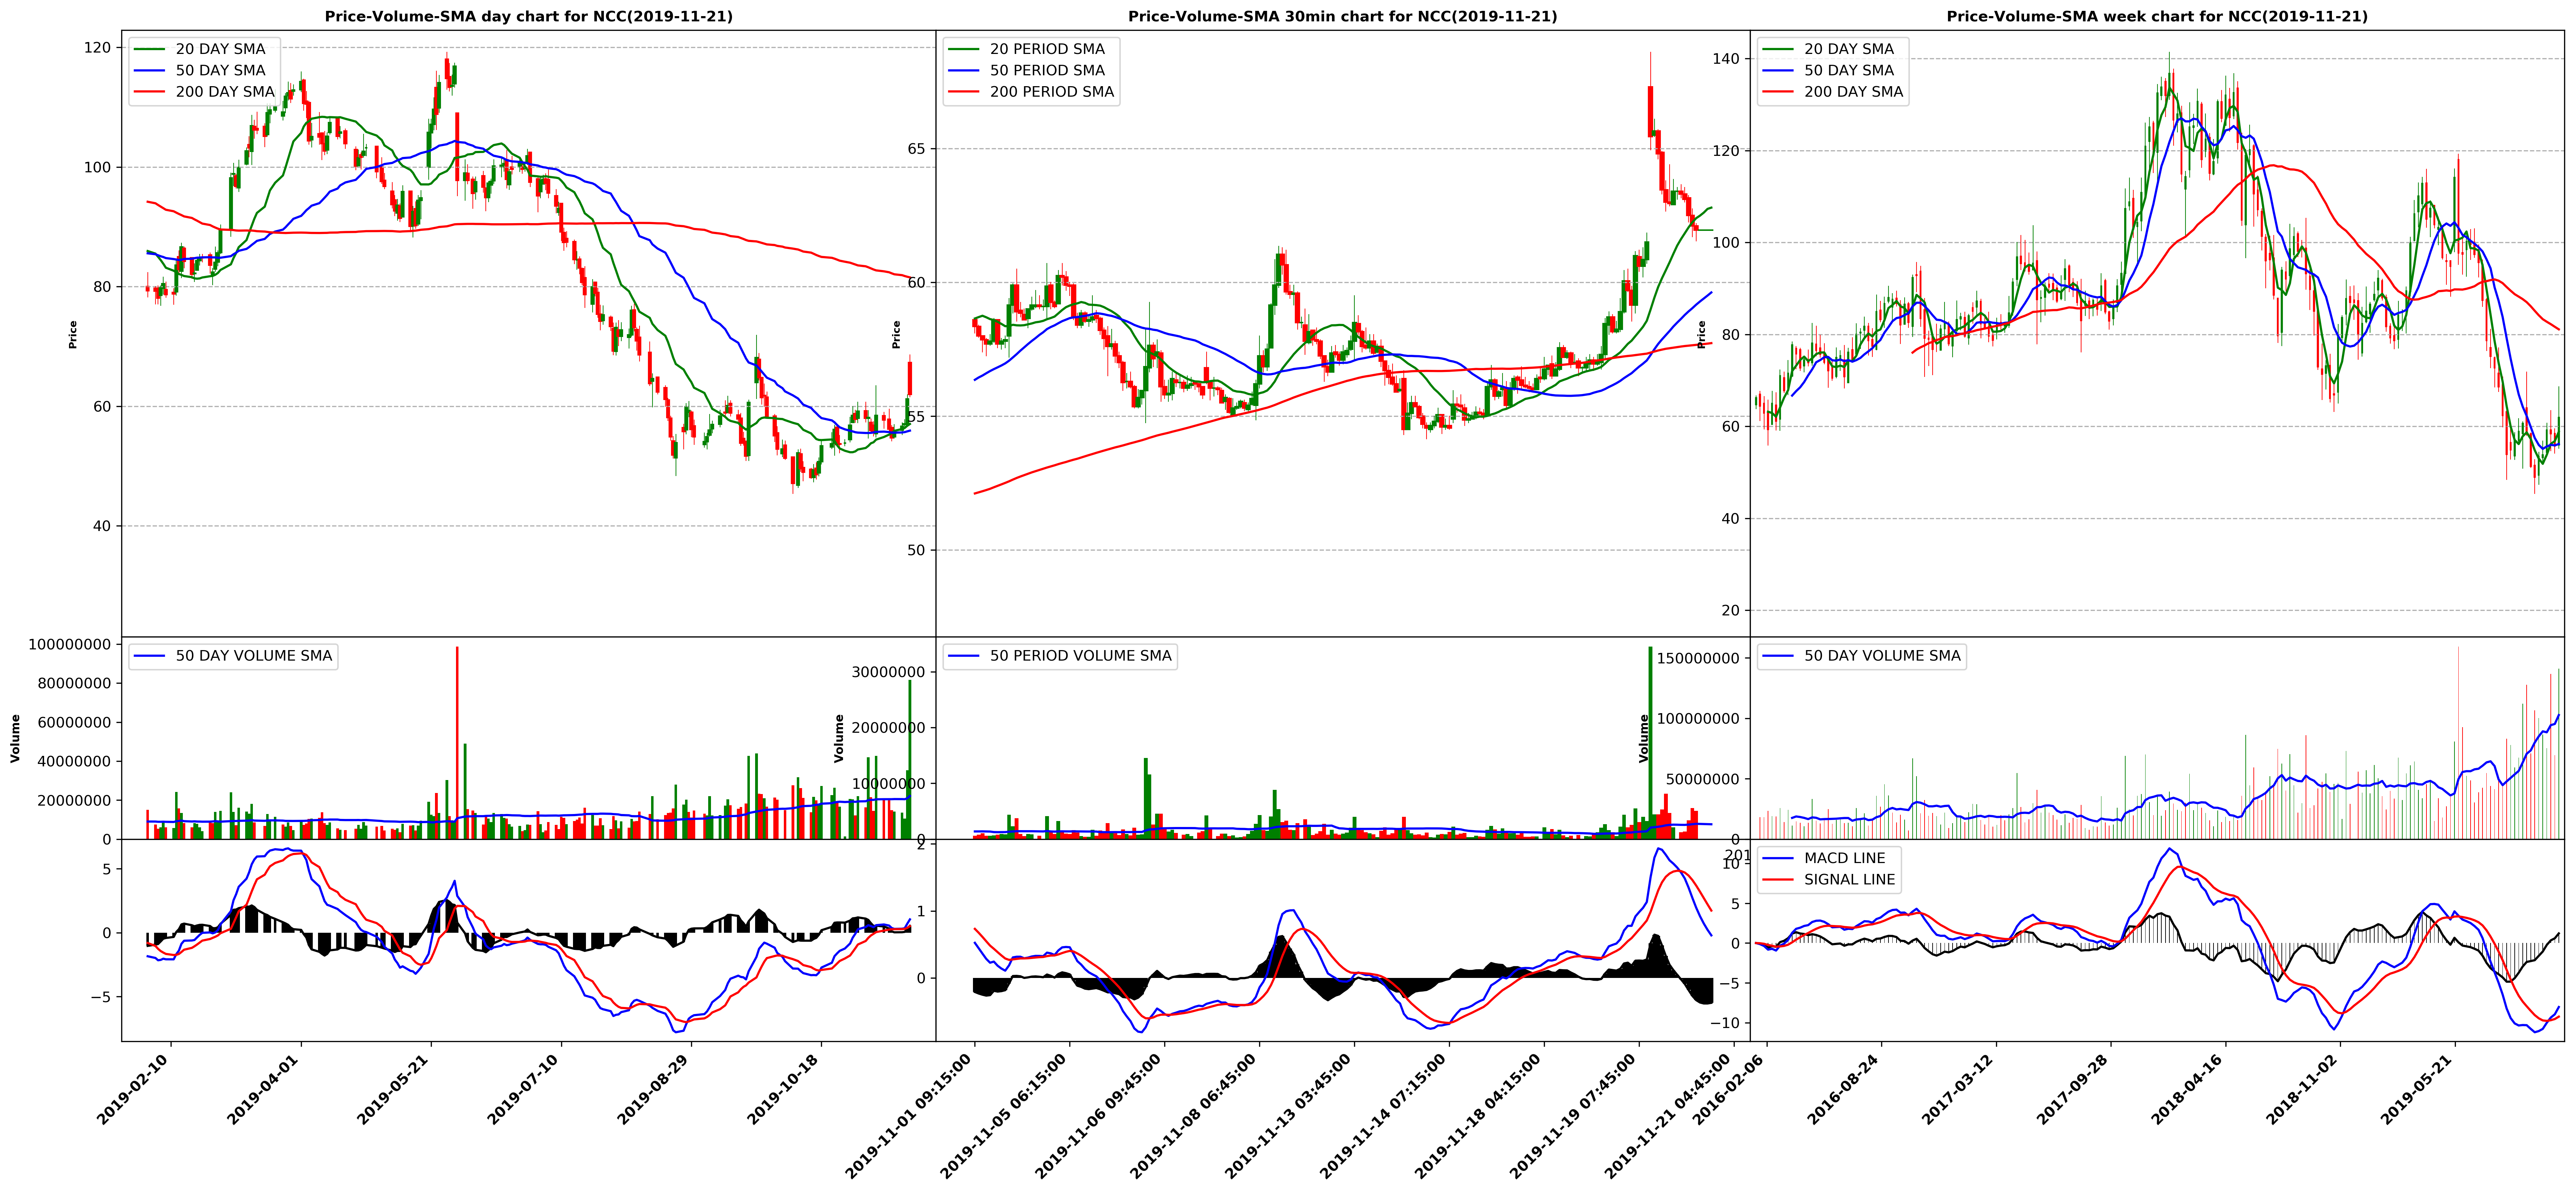 Price-Volume-SMA day chart for NCC(2019-11-21)
20 DAY SMA
50 DAY SMA
200 DAY SMA
120
100
80
60
40
Price
50 DAY VOLUME SMA
100000000
80000000
60000000
40000000
20000000
0
Volume
5
0
−5
2019-02-10
2019-04-01
2019-05-21
2019-07-10
2019-08-29
2019-10-18
Price-Volume-SMA 30min chart for NCC(2019-11-21)
20 PERIOD SMA
50 PERIOD SMA
200 PERIOD SMA
65
60
55
50
Price
50 PERIOD VOLUME SMA
30000000
20000000
10000000
0
Volume
2
1
0
2019-11-01 09:15:00
2019-11-05 06:15:00
2019-11-06 09:45:00
2019-11-08 06:45:00
2019-11-13 03:45:00
2019-11-14 07:15:00
2019-11-18 04:15:00
2019-11-19 07:45:00
2019-11-21 04:45:00
Price-Volume-SMA week chart for NCC(2019-11-21)
20 DAY SMA
50 DAY SMA
200 DAY SMA
140
120
100
80
60
40
20
Price
50 DAY VOLUME SMA
150000000
100000000
50000000
0
Volume
201
MACD LINE
SIGNAL LINE
10
5
0
−5
−10
2016-02-06
2016-08-24
2017-03-12
2017-09-28
2018-04-16
2018-11-02
2019-05-21